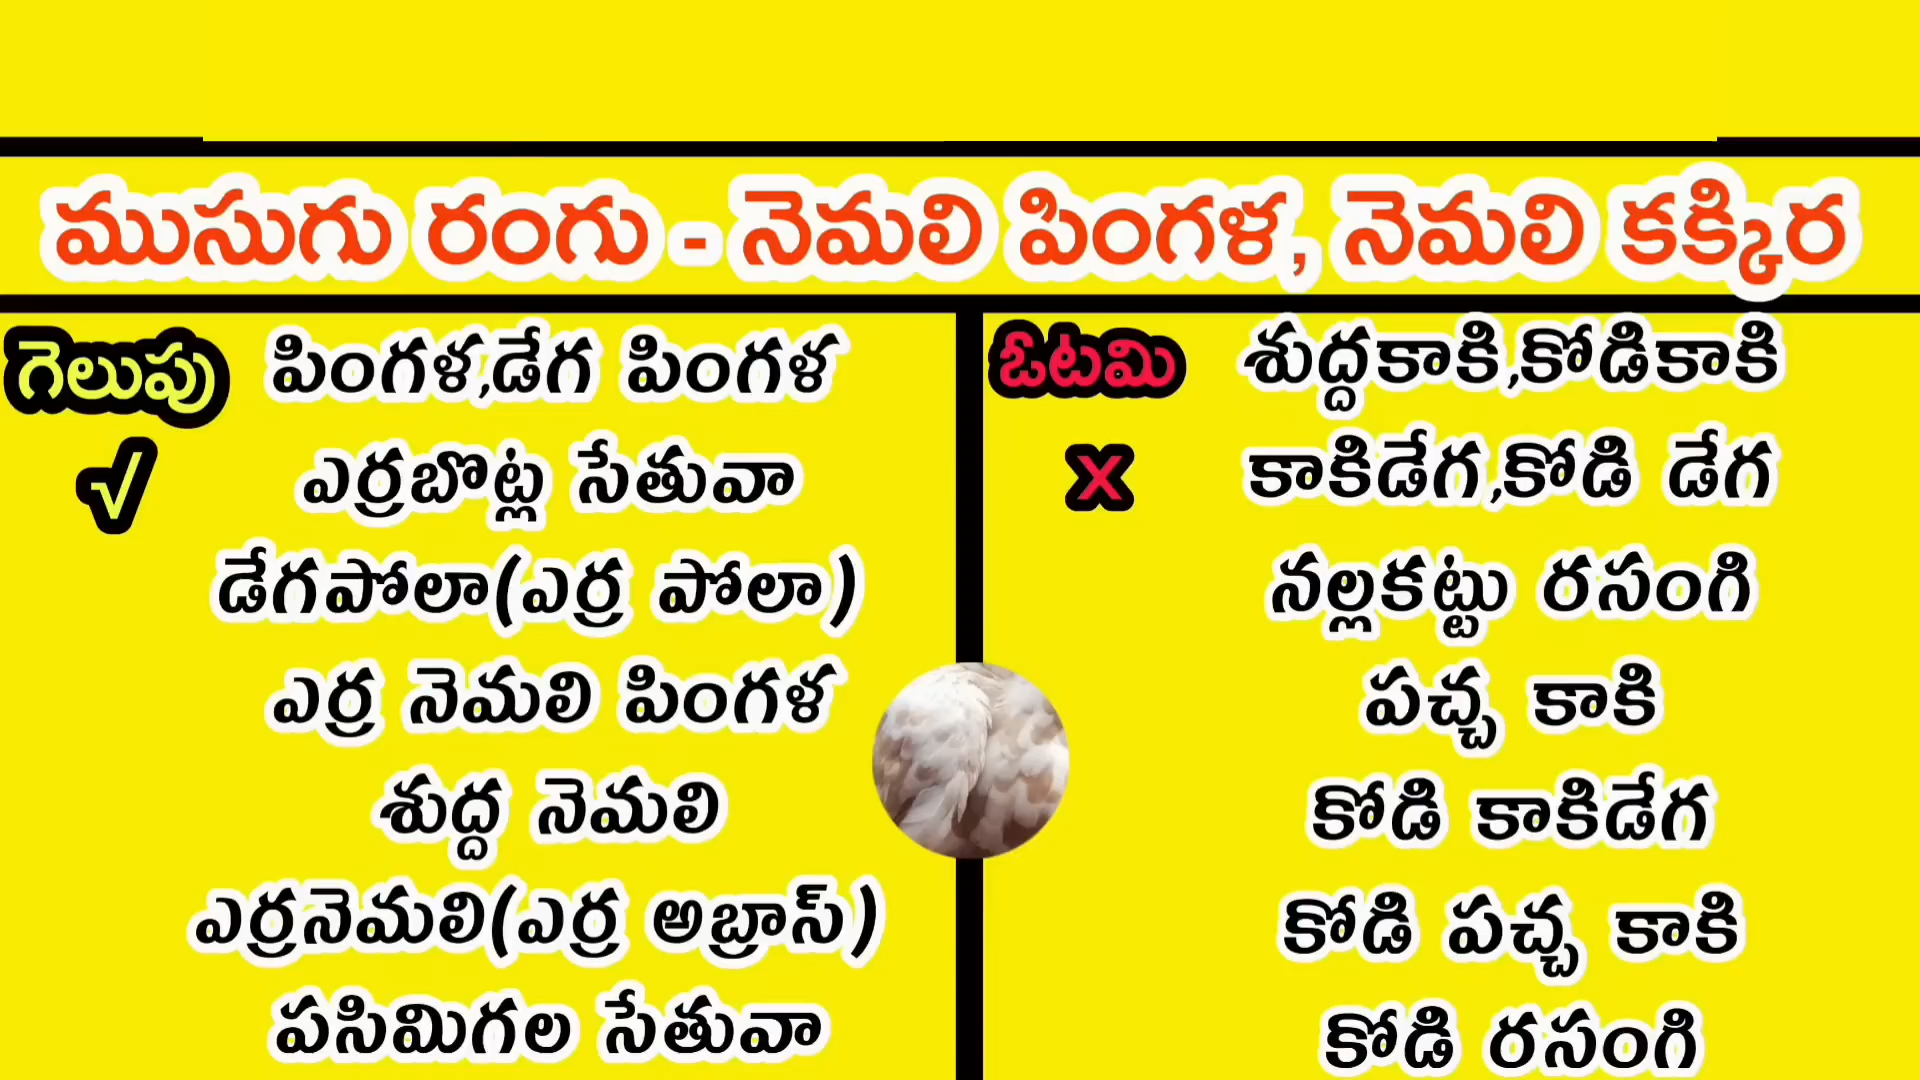 ముసుగు రంగు - నెమలి పింగళ, నెమలి కక్కిర
గెలుపు
√
పింగళ,డేగ పింగళ
ఎర్రబొట్ల సేతువా
డేగపోలా(ఎర్ర పోలా)
ఎర్ర నెమలి పింగళ
శుద్ద నెమలి
ఎర్రనెమలి(ఎర్ర అబ్రాస్)
పసిమిగల సేతువా
ఓటమి
X
శుద్దకాకి,కోడికాకి
కాకిడేగ,కోడి డేగ
నల్లకట్టు రసంగి
పచ్చ కాకి
కోడి కాకిడేగ
కోడి పచ్చ కాకి
కోడి రసంగి